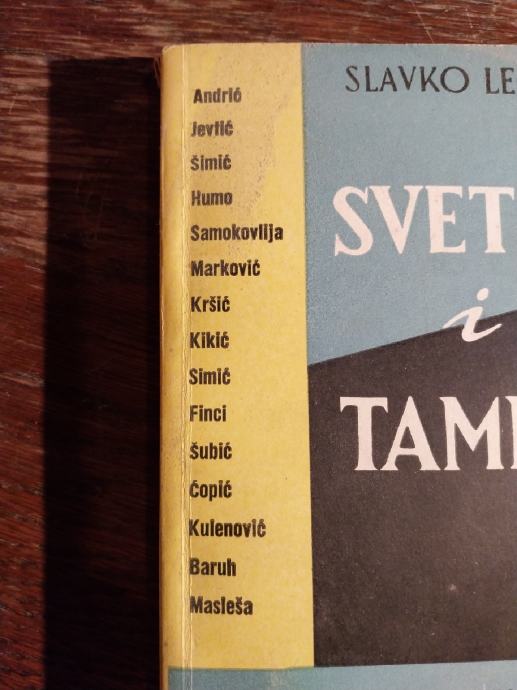 Andrić
Jevtić
Šimić
Humo
Samokovlija
Marković
Kršić
Kikić
Simić
Finci
Šubić
Ćopić
Kulenović
Baruh
Masleša
SLAVKO LE
SVET
i
TAM